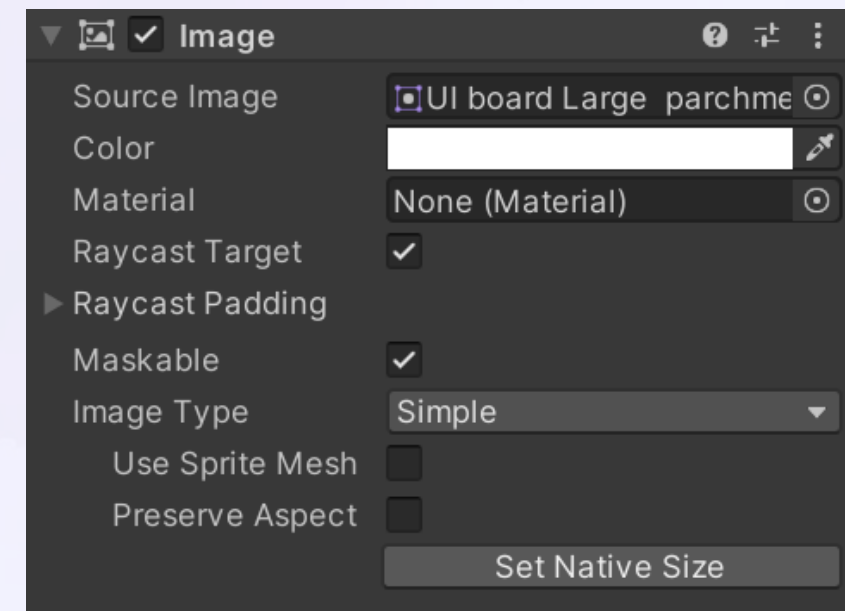 Image
Source Image UI board Large parchme
Color
Material None (Material)
Raycast Target
Raycast Padding
Maskable
Image Type Simple
Use Sprite Mesh
Preserve Aspect
Set Native Size